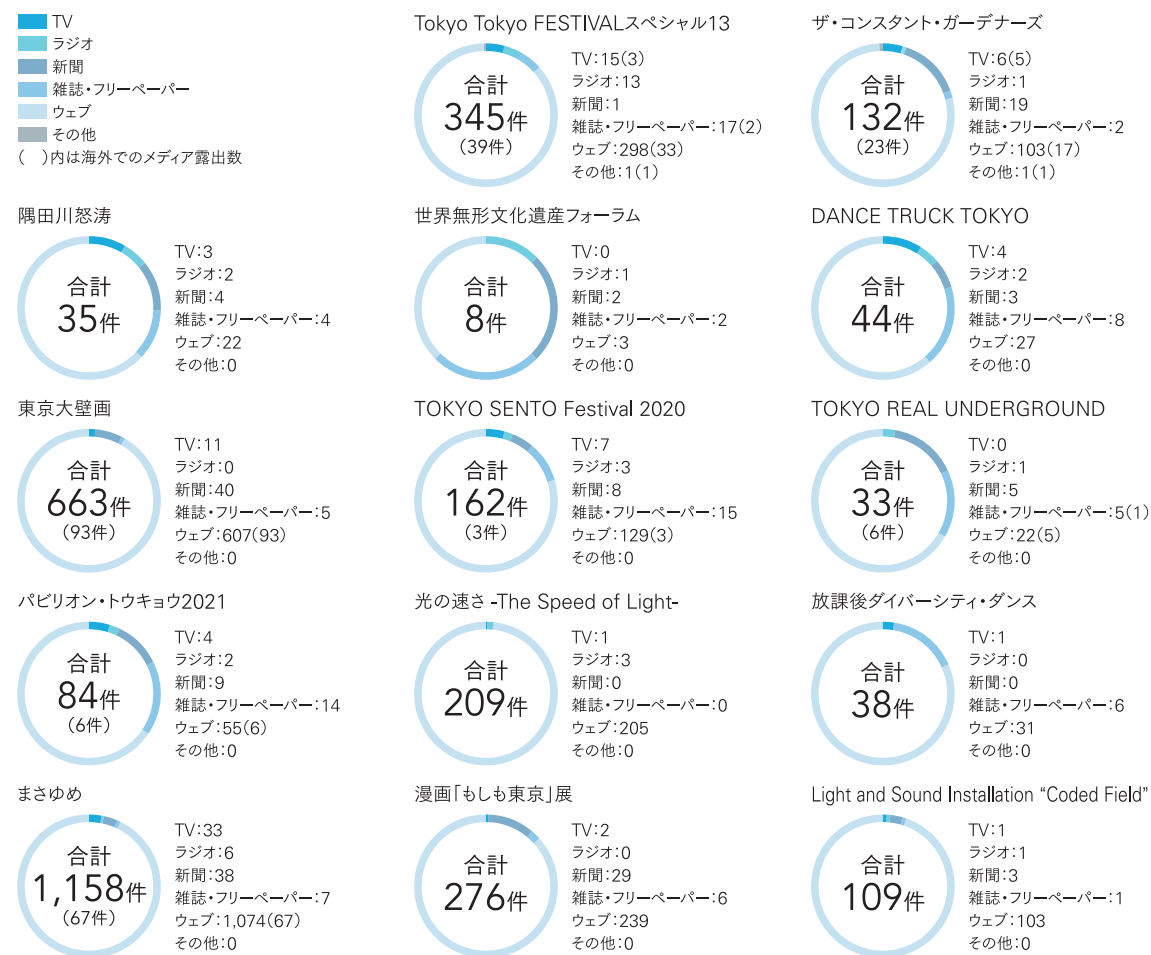 TV
ラジオ
新聞
雑誌・フリーペーパー
ウェブ
その他
(　)内は海外でのメディア露出数
Tokyo Tokyo FESTIVALスペシャル13
合計
345件
(39件)
TV:15(3)
ラジオ:13
新聞:1
雑誌・フリーペーパー:17(2)
ウェブ:298(33)
その他:1(1)
ザ・コンスタント・ガーデナーズ
合計
132件
(23件)
TV:6(5)
ラジオ:1
新聞:19
雑誌・フリーペーパー:2
ウェブ:103(17)
その他:1(1)
隅田川怒涛
合計
35件
TV:3
ラジオ:2
新聞:4
雑誌・フリーペーパー:4
ウェブ:22
その他:0
世界無形文化遺産フォーラム
合計
8件
TV:0
ラジオ:1
新聞:2
雑誌・フリーペーパー:2
ウェブ:3
その他:0
DANCE TRUCK TOKYO
合計
44件
TV:4
ラジオ:2
新聞:3
雑誌・フリーペーパー:8
ウェブ:27
その他:0
東京大壁画
合計
663件
(93件)
TV:11
ラジオ:0
新聞:40
雑誌・フリーペーパー:5
ウェブ:607(93)
その他:0
TOKYO SENTO Festival 2020
合計
162件
(3件)
TV:7
ラジオ:3
新聞:8
雑誌・フリーペーパー:15
ウェブ:129(3)
その他:0
TOKYO REAL UNDERGROUND
合計
33件
(6件)
TV:0
ラジオ:1
新聞:5
雑誌・フリーペーパー:5(1)
ウェブ:22(5)
その他:0
パビリオン・トウキョウ2021
合計
84件
(6件)
TV:4
ラジオ:2
新聞:9
雑誌・フリーペーパー:14
ウェブ:55(6)
その他:0
光の速さ -The Speed of Light-
合計
209件
TV:1
ラジオ:3
新聞:0
雑誌・フリーペーパー:0
ウェブ:205
その他:0
放課後ダイバーシティ・ダンス
合計
38件
TV:1
ラジオ:0
新聞:0
雑誌・フリーペーパー:6
ウェブ:31
その他:0
まさゆめ
合計
1,158件
(67件)
TV:33
ラジオ:6
新聞:38
雑誌・フリーペーパー:7
ウェブ:1,074(67)
その他:0
漫画「もしも東京」展
合計
276件
TV:2
ラジオ:0
新聞:29
雑誌・フリーペーパー:6
ウェブ:239
その他:0
Light and Sound Installation “Coded Field”
合計
109件
TV:1
ラジオ:1
新聞:3
雑誌・フリーペーパー:1
ウェブ:103
その他:0